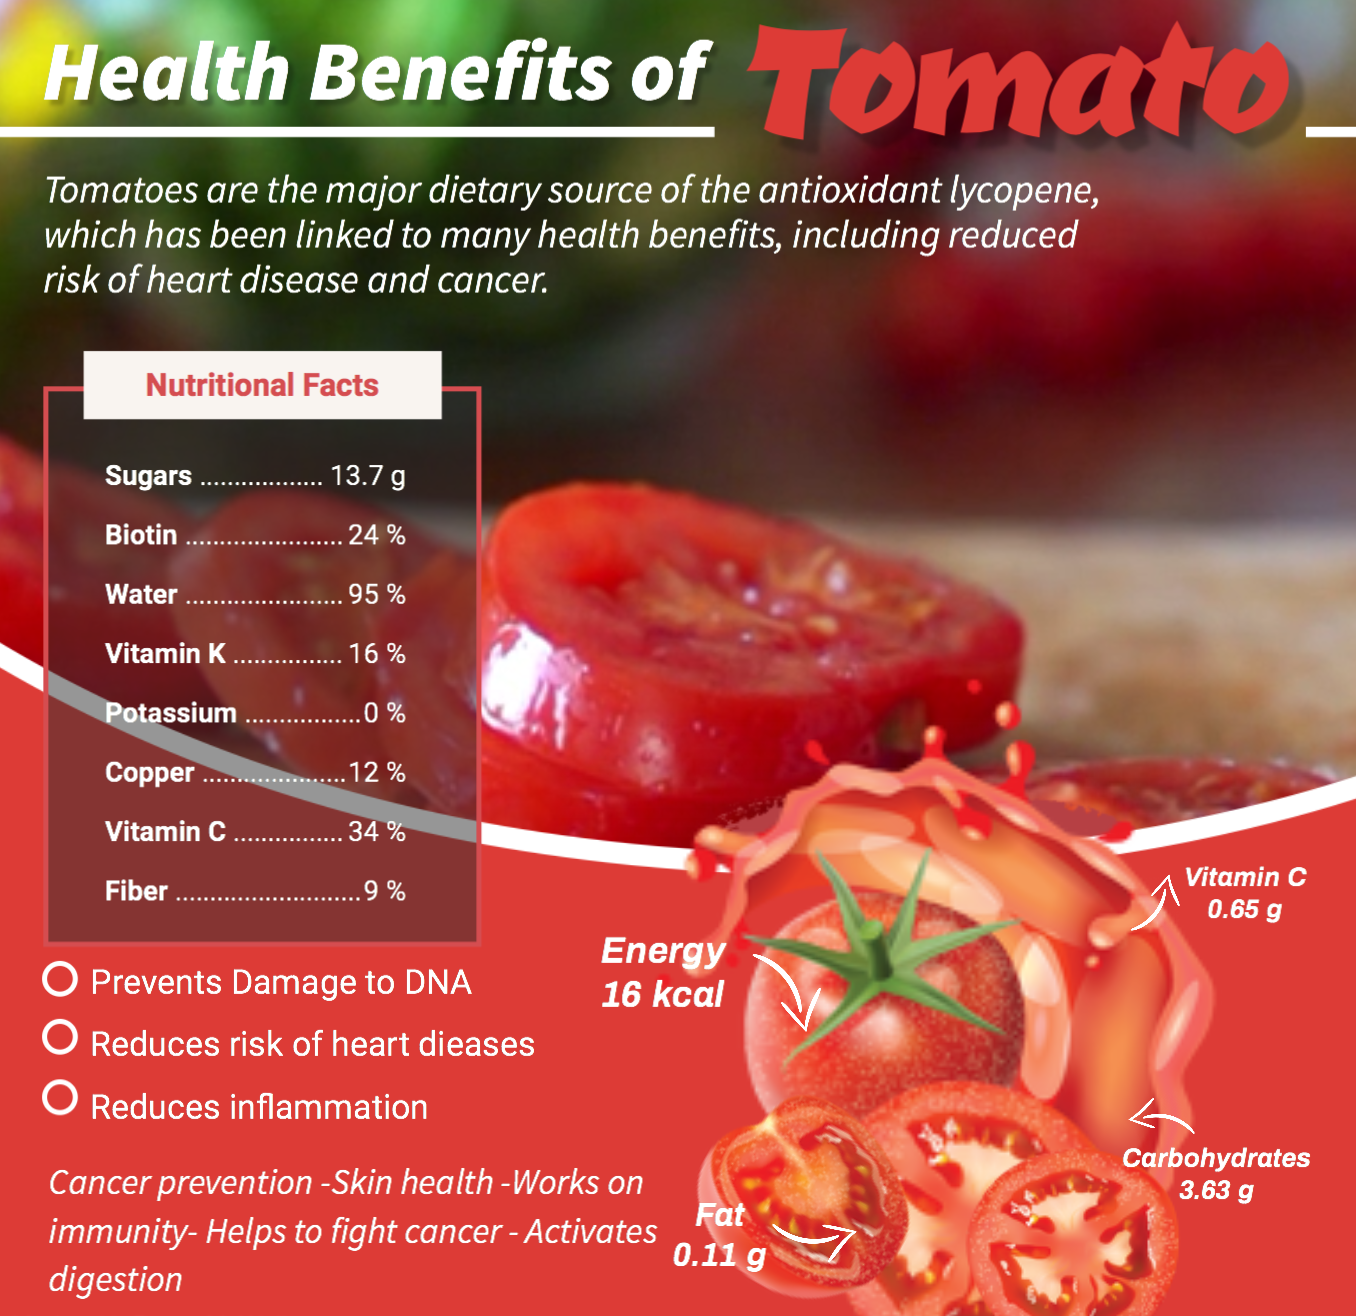 Health Benefits of Tomato
Tomatoes are the major dietary source of the antioxidant lycopene,
which has been linked to many health benefits, including reduced
risk of heart disease and cancer.
Nutritional Facts
Sugars ................. 13.7 g
Biotin ....................... 24 %
Water ....................... 95 %
Vitamin K ................ 16 %
Potassium .................0 %
Copper .....................12 %
Vitamin C ................ 34 %
Fiber ...........................9 %
Prevents Damage to DNA
Reduces risk of heart dieases
Reduces inflammation
Cancer prevention -Skin health -Works on
immunity- Helps to fight cancer - Activates
digestion
Energy
16 kcal
Vitamin C
0.65 g
Carbohydrates
3.63 g
Fat
0.11 g